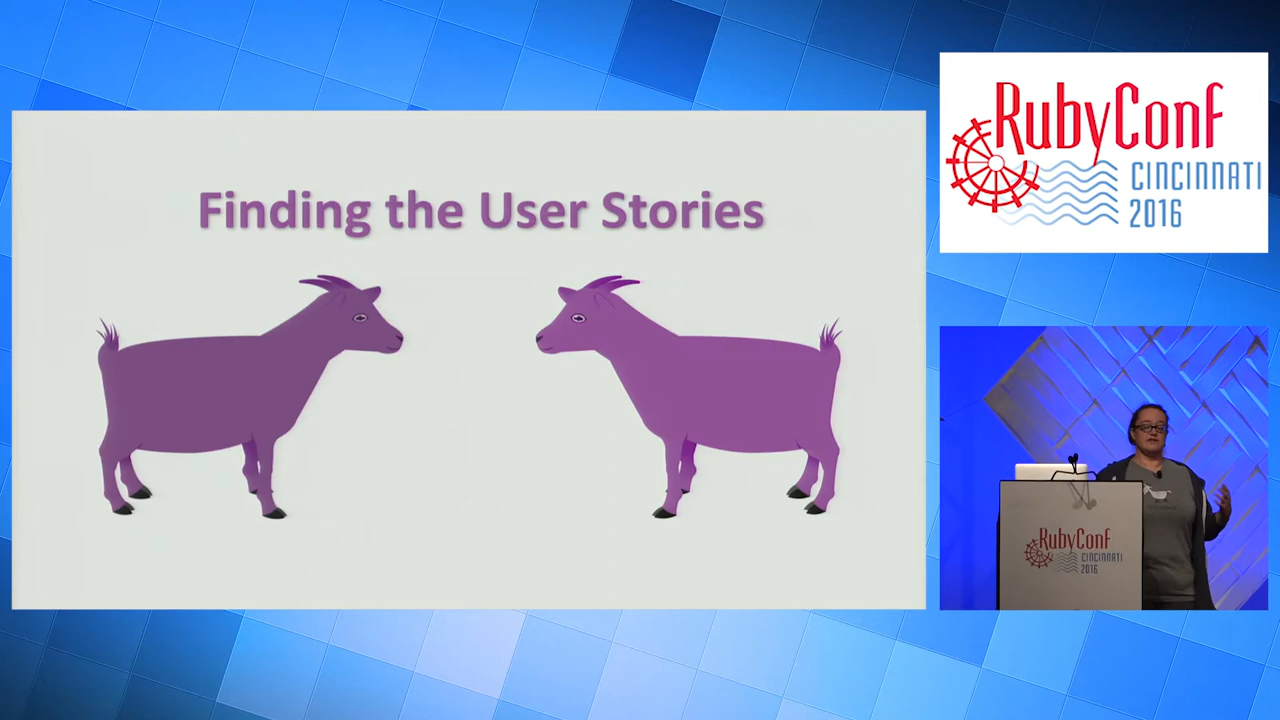 Finding the User Stories
RubyConf
CINCINNATI
2016
RubyConf
CINCINNATI
2016